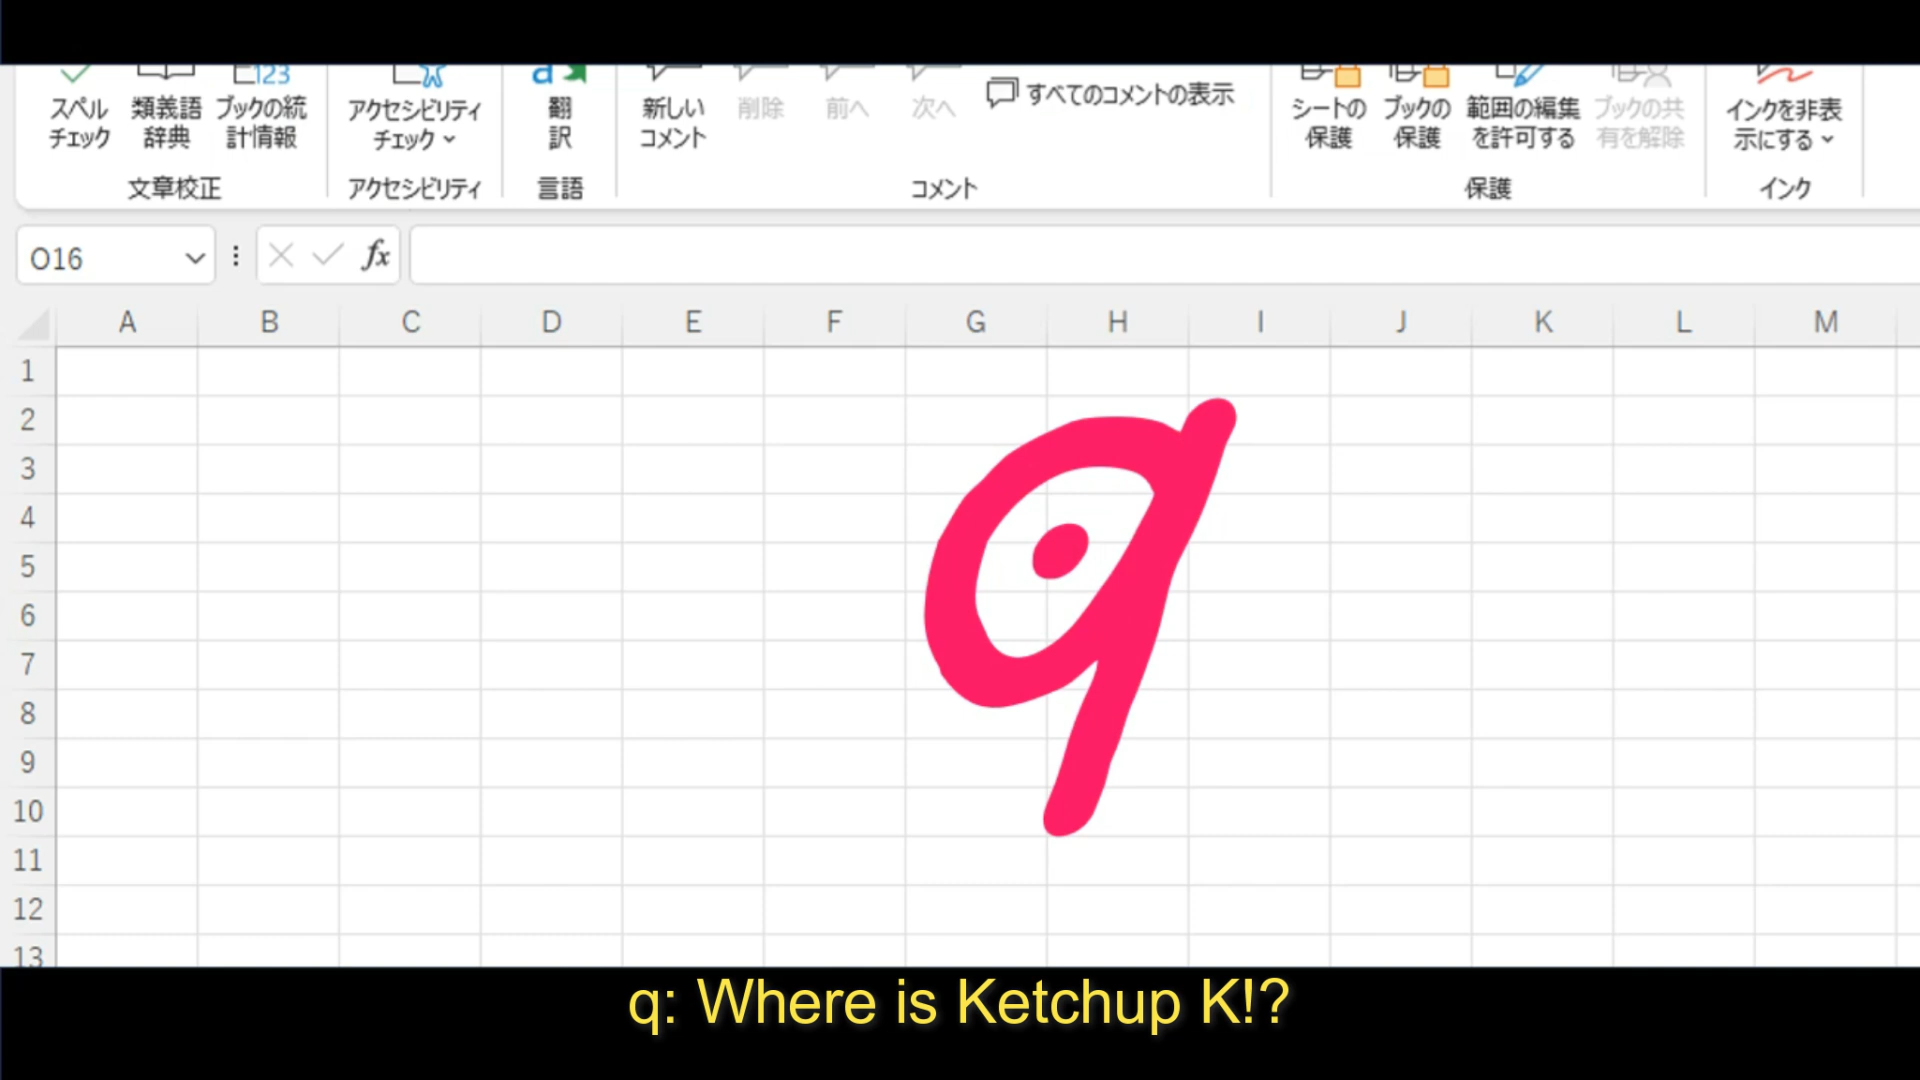 スペル
チェック
類義語
辞典
123
ブックの統
計情報
アクセシビリティ
チェック
a
翻
訳
新しい
コメント
削除
前へ
次へ
すべてのコメントの表示
シートの
保護
ブックの
保護
範囲の編集
を許可する
ブックの共
有を解除
インクを非表
示にする
文章校正
アクセシビリティ
言語
コメント
保護
インク
O16
fx
A B C D E F G H I J K L M
1
2
3
4
5
6
7
8
9
10
11
12
13
q
q: Where is Ketchup K!?